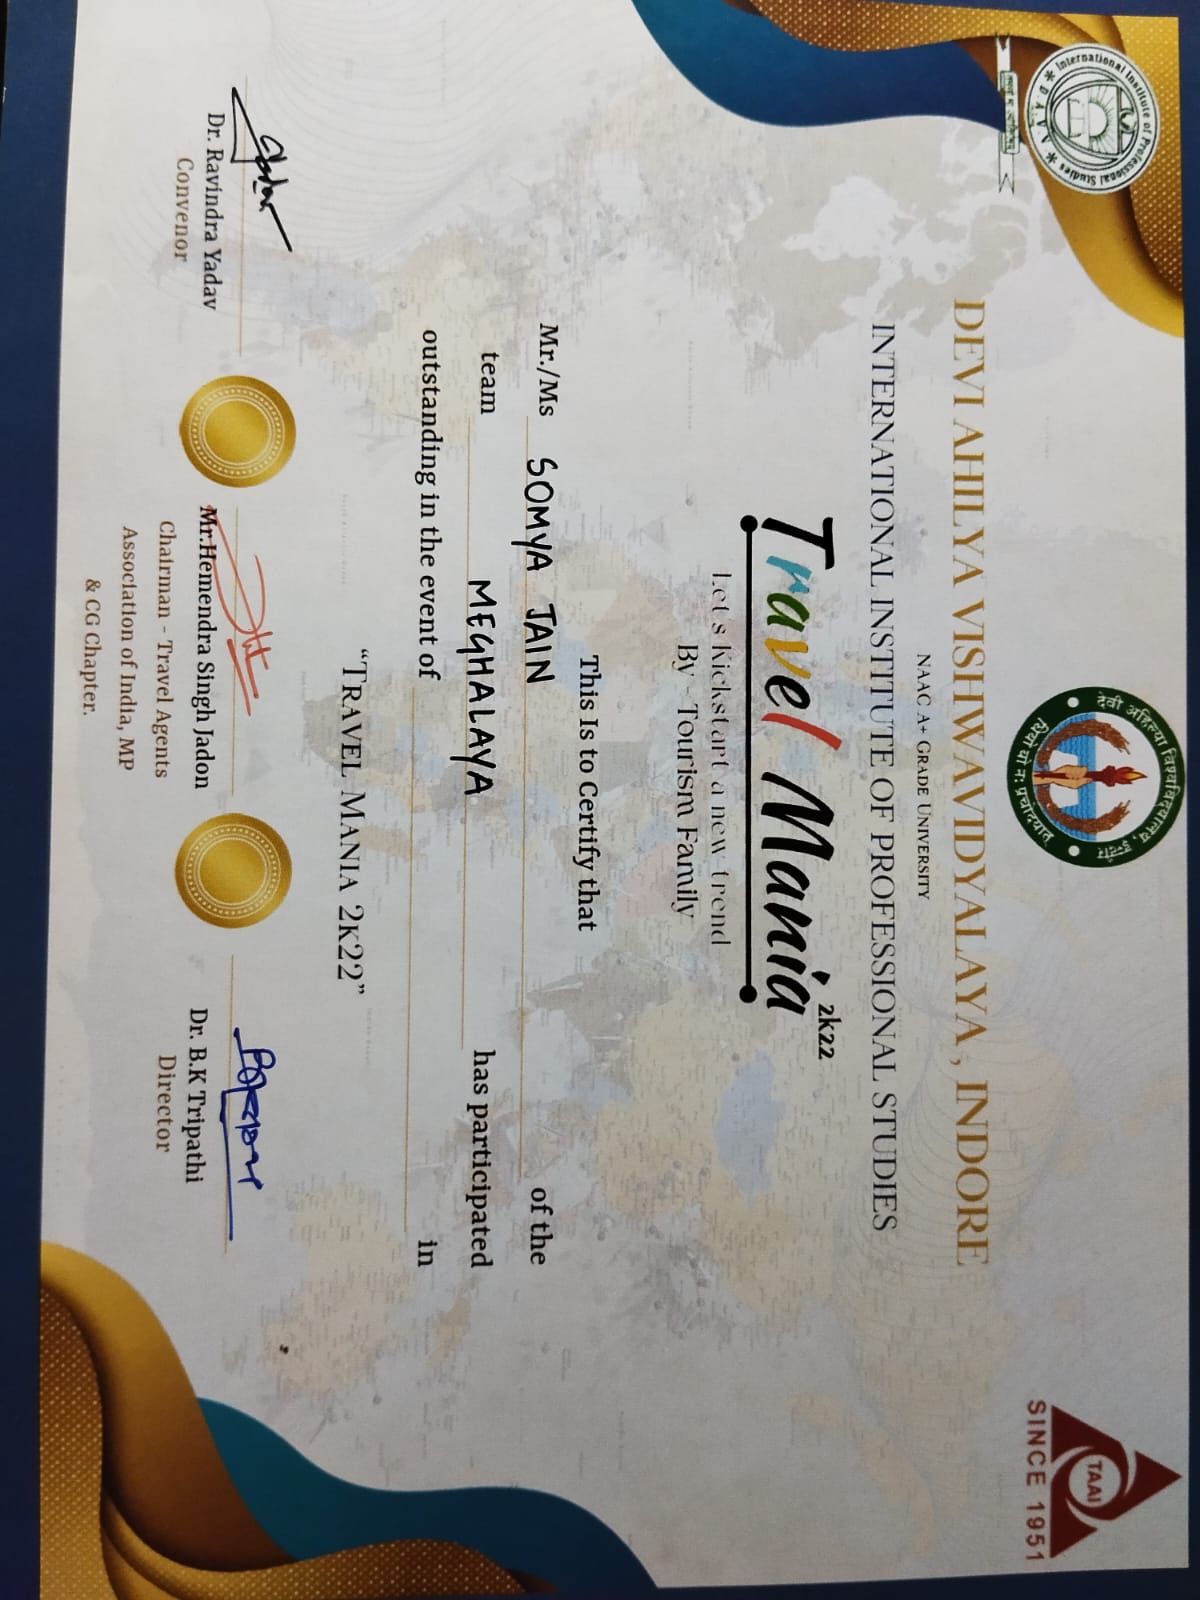 International Institute of Professional Studies
* D.A.V.V *
देवी अहिल्या विश्वविद्यालय, इन्दौर
धियो यो नः प्रचोदयात्
TAAI
SINCE 1951
DEVI AHILYA VISHWAVIDYALAYA , INDORE
NAAC A+ GRADE UNIVERSITY
INTERNATIONAL INSTITUTE OF PROFESSIONAL STUDIES
Travel Mania 2k22
Let's Kickstart a new trend
By - Tourism Family
This Is to Certify that
Mr./Ms SOMYA JAIN of the
team MEGHALAYA has participated
outstanding in the event of in
“TRAVEL MANIA 2K22”
Dr. Ravindra Yadav
Convenor
Mr.Hemendra Singh Jadon
Chairman - Travel Agents
Association of India, MP
& CG Chapter.
Dr. B.K Tripathi
Director